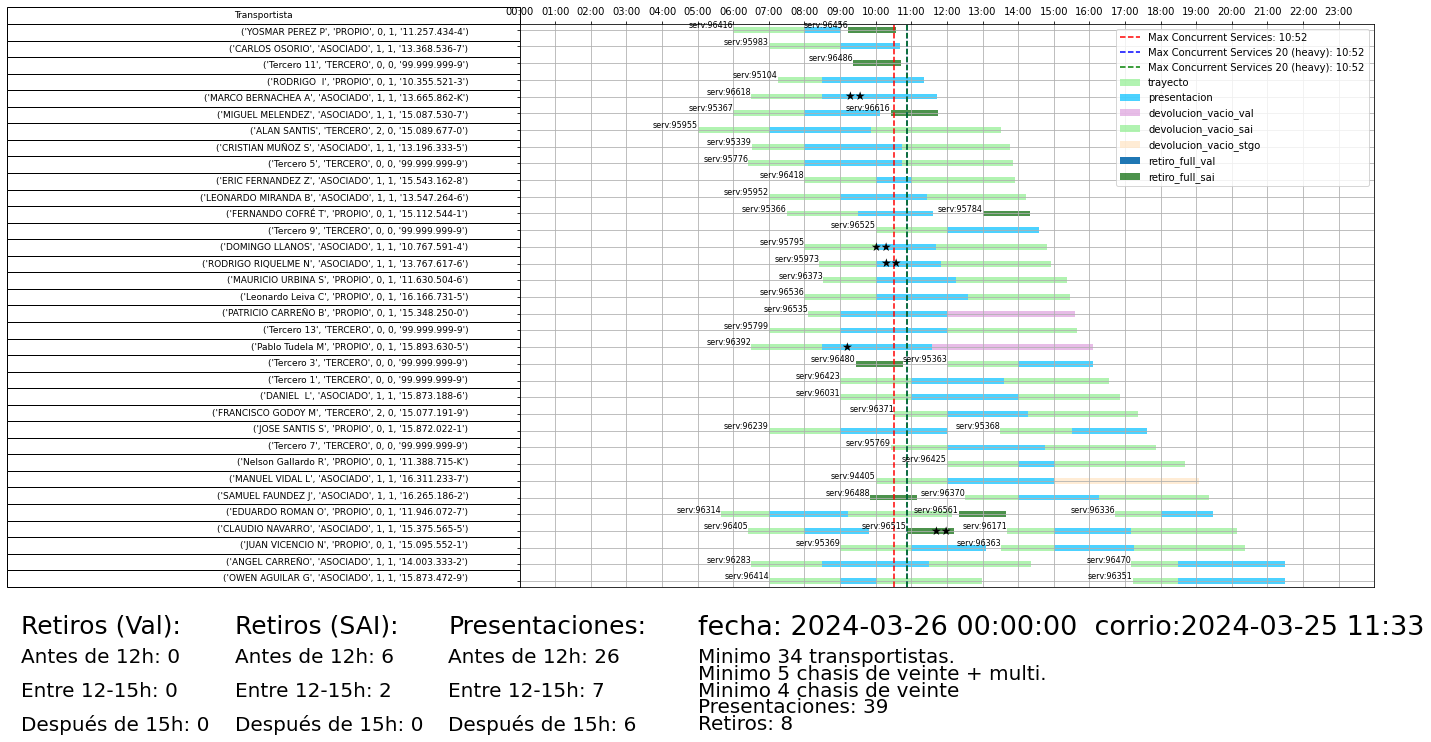 Transportista
00:00 01:00 02:00 03:00 04:00 05:00 06:00 07:00 08:00 09:00 10:00 11:00 12:00 13:00 14:00 15:00 16:00 17:00 18:00 19:00 20:00 21:00 22:00 23:00
('YOSMAR PEREZ P', 'PROPIO', 0, 1, '11.257.434-4') serv:96416 serv:96456
('CARLOS OSORIO', 'ASOCIADO', 1, 1, '13.368.536-7') serv:95983
('Tercero 11', 'TERCERO', 0, 0, '99.999.999-9') serv:96486
('RODRIGO  I', 'PROPIO', 0, 1, '10.355.521-3') serv:95104
('MARCO BERNACHEA A', 'ASOCIADO', 1, 1, '13.665.862-K') serv:96618
('MIGUEL MELENDEZ', 'ASOCIADO', 1, 1, '15.087.530-7') serv:95367 serv:96616
('ALAN SANTIS', 'TERCERO', 2, 0, '15.089.677-0') serv:95955
('CRISTIAN MUÑOZ S', 'ASOCIADO', 1, 1, '13.196.333-5') serv:95339
('Tercero 5', 'TERCERO', 0, 0, '99.999.999-9') serv:95776
('ERIC FERNANDEZ Z', 'ASOCIADO', 1, 1, '15.543.162-8') serv:96418
('LEONARDO MIRANDA B', 'ASOCIADO', 1, 1, '13.547.264-6') serv:95952
('FERNANDO COFRÉ T', 'PROPIO', 0, 1, '15.112.544-1') serv:95366 serv:95784
('Tercero 9', 'TERCERO', 0, 0, '99.999.999-9') serv:96525
('DOMINGO LLANOS', 'ASOCIADO', 1, 1, '10.767.591-4') serv:95795
('RODRIGO RIQUELME N', 'ASOCIADO', 1, 1, '13.767.617-6') serv:95973
('MAURICIO URBINA S', 'PROPIO', 0, 1, '11.630.504-6') serv:96373
('Leonardo Leiva C', 'PROPIO', 0, 1, '16.166.731-5') serv:96536
('PATRICIO CARREÑO B', 'PROPIO', 0, 1, '15.348.250-0') serv:96535
('Tercero 13', 'TERCERO', 0, 0, '99.999.999-9') serv:95799
('Pablo Tudela M', 'PROPIO', 0, 1, '15.893.630-5') serv:96392
('Tercero 3', 'TERCERO', 0, 0, '99.999.999-9') serv:96480 serv:95363
('Tercero 1', 'TERCERO', 0, 0, '99.999.999-9') serv:96423
('DANIEL  L', 'ASOCIADO', 1, 1, '15.873.188-6') serv:96031
('FRANCISCO GODOY M', 'TERCERO', 2, 0, '15.077.191-9') serv:96371
('JOSE SANTIS S', 'PROPIO', 0, 1, '15.872.022-1') serv:96239 serv:95368
('Tercero 7', 'TERCERO', 0, 0, '99.999.999-9') serv:95769
('Nelson Gallardo R', 'PROPIO', 0, 1, '11.388.715-K') serv:96425
('MANUEL VIDAL L', 'ASOCIADO', 1, 1, '16.311.233-7') serv:94405
('SAMUEL FAUNDEZ J', 'ASOCIADO', 1, 1, '16.265.186-2') serv:96488 serv:96370
('EDUARDO ROMAN O', 'PROPIO', 0, 1, '11.946.072-7') serv:96314 serv:96561 serv:96336
('CLAUDIO NAVARRO', 'ASOCIADO', 1, 1, '15.375.565-5') serv:96405 serv:96515 serv:96171
('JUAN VICENCIO N', 'PROPIO', 0, 1, '15.095.552-1') serv:95369 serv:96363
('ANGEL CARREÑO', 'ASOCIADO', 1, 1, '14.003.333-2') serv:96283 serv:96470
('OWEN AGUILAR G', 'ASOCIADO', 1, 1, '15.873.472-9') serv:96414 serv:96351
Max Concurrent Services: 10:52
Max Concurrent Services 20 (heavy): 10:52
Max Concurrent Services 20 (heavy): 10:52
trayecto
presentacion
devolucion_vacio_val
devolucion_vacio_sai
devolucion_vacio_stgo
retiro_full_val
retiro_full_sai
Retiros (Val):
Antes de 12h: 0
Entre 12-15h: 0
Después de 15h: 0
Retiros (SAI):
Antes de 12h: 6
Entre 12-15h: 2
Después de 15h: 0
Presentaciones:
Antes de 12h: 26
Entre 12-15h: 7
Después de 15h: 6
fecha: 2024-03-26 00:00:00  corrio:2024-03-25 11:33
Minimo 34 transportistas.
Minimo 5 chasis de veinte + multi.
Minimo 4 chasis de veinte
Presentaciones: 39
Retiros: 8